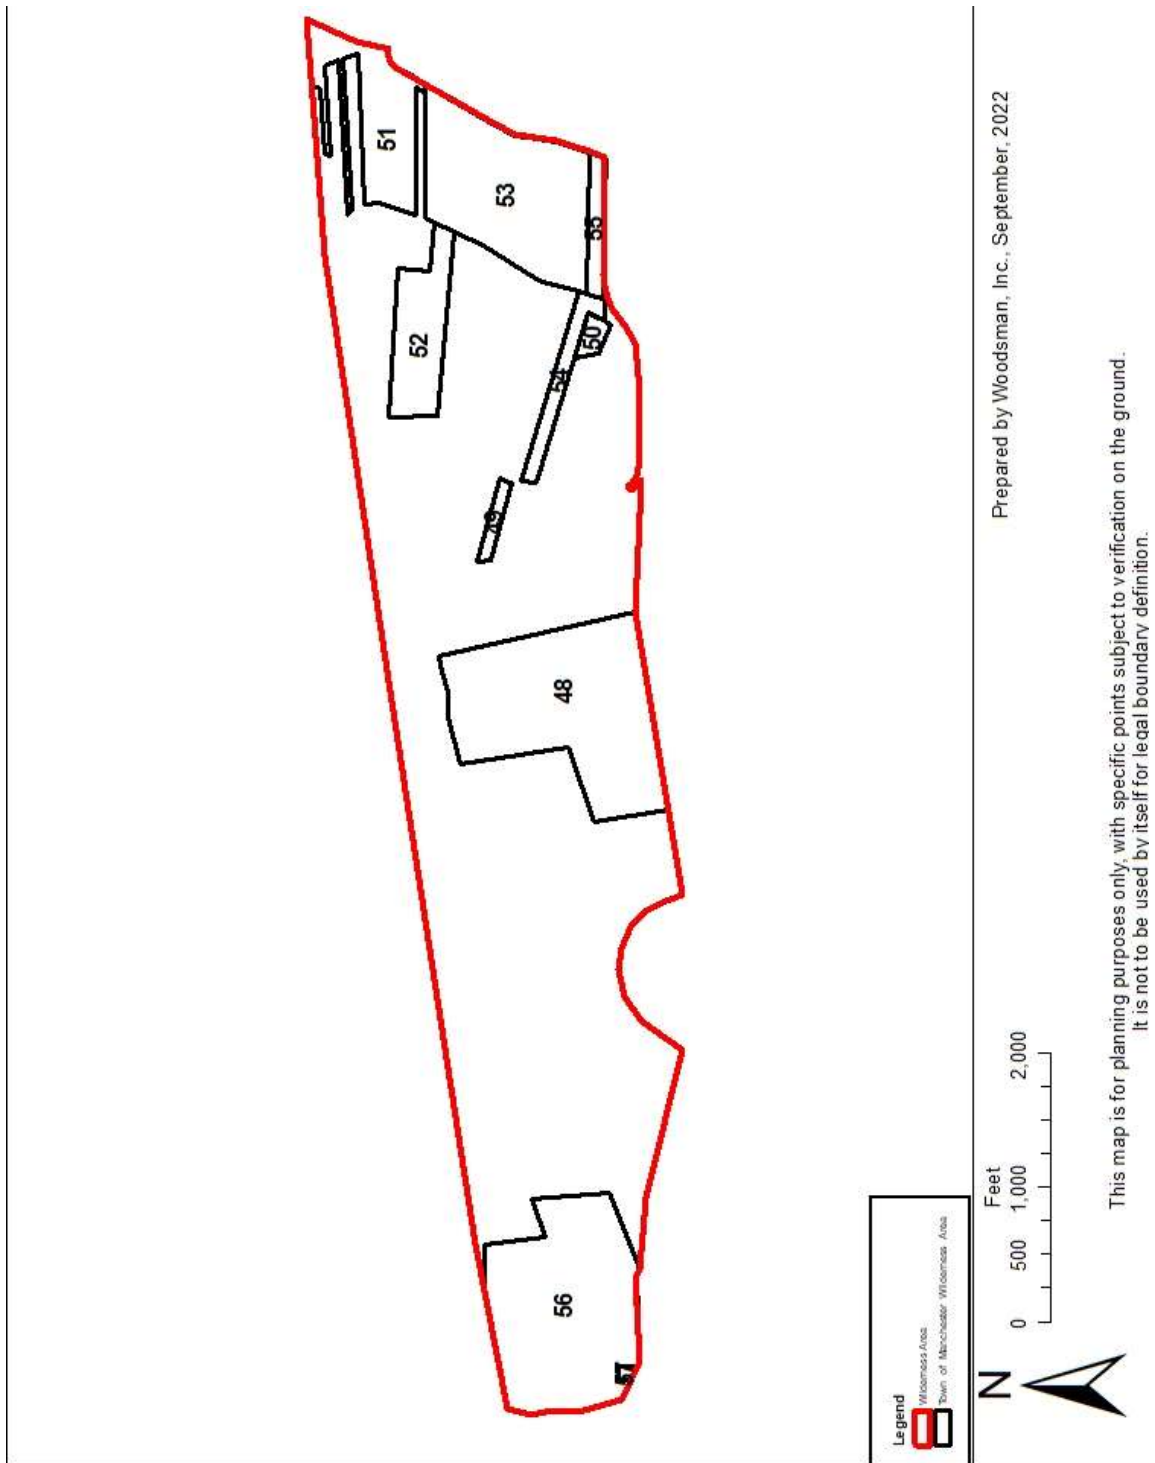 51
53
55
52
50
54
49
48
56
57
Prepared by Woodsman, Inc., September, 2022
This map is for planning purposes only, with specific points subject to verification on the ground.
It is not to be used by itself for legal boundary definition.
Feet
0 500 1,000 2,000
N
Legend
Wilderness Area
Town of Manchester Wilderness Area